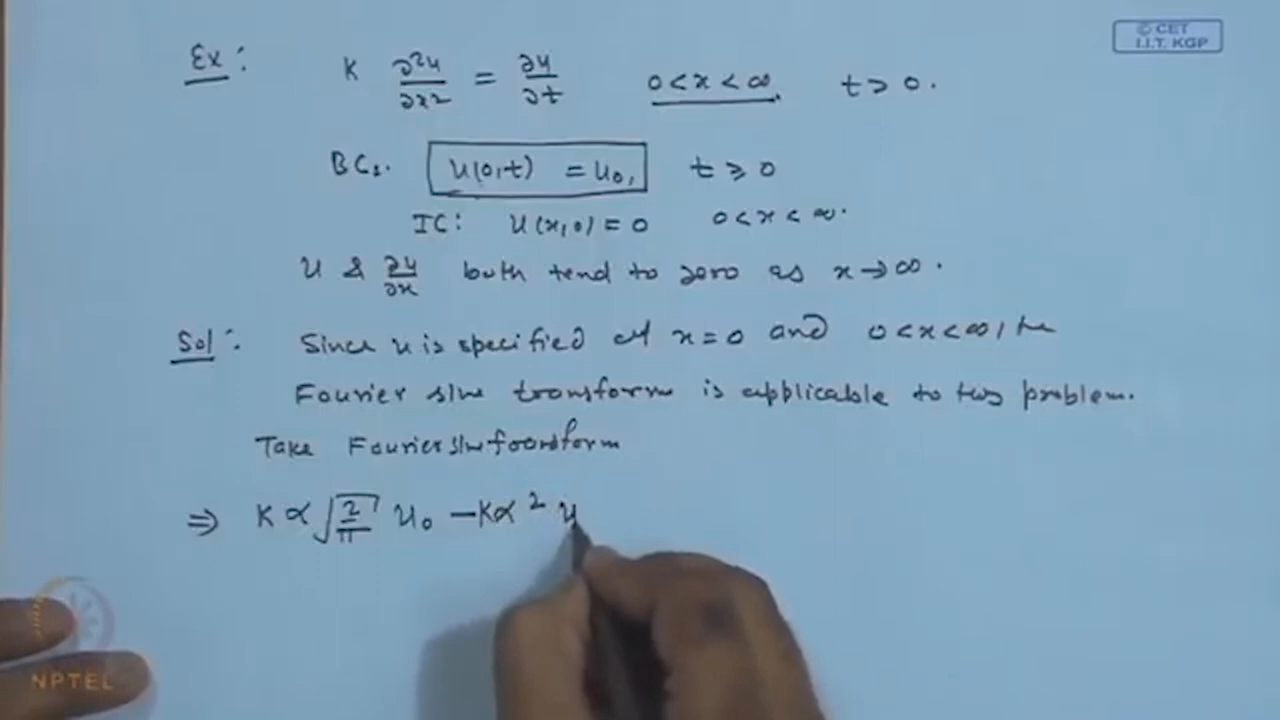 © CET
I.I.T. KGP
Ex: K ∂²u/∂x² = ∂u/∂t 0<x<∞, t>0.
BCs. u(0,t) = u₀, t ≥ 0
IC: u(x,0) = 0 0<x<∞.
u & ∂u/∂x both tend to zero as x→∞.
Sol: Since u is specified at x=0 and 0<x<∞, the
Fourier sine transform is applicable to this problem.
Take Fourier sine transform
⇒ Kα√(2/π) u₀ − Kα² u
NPTEL